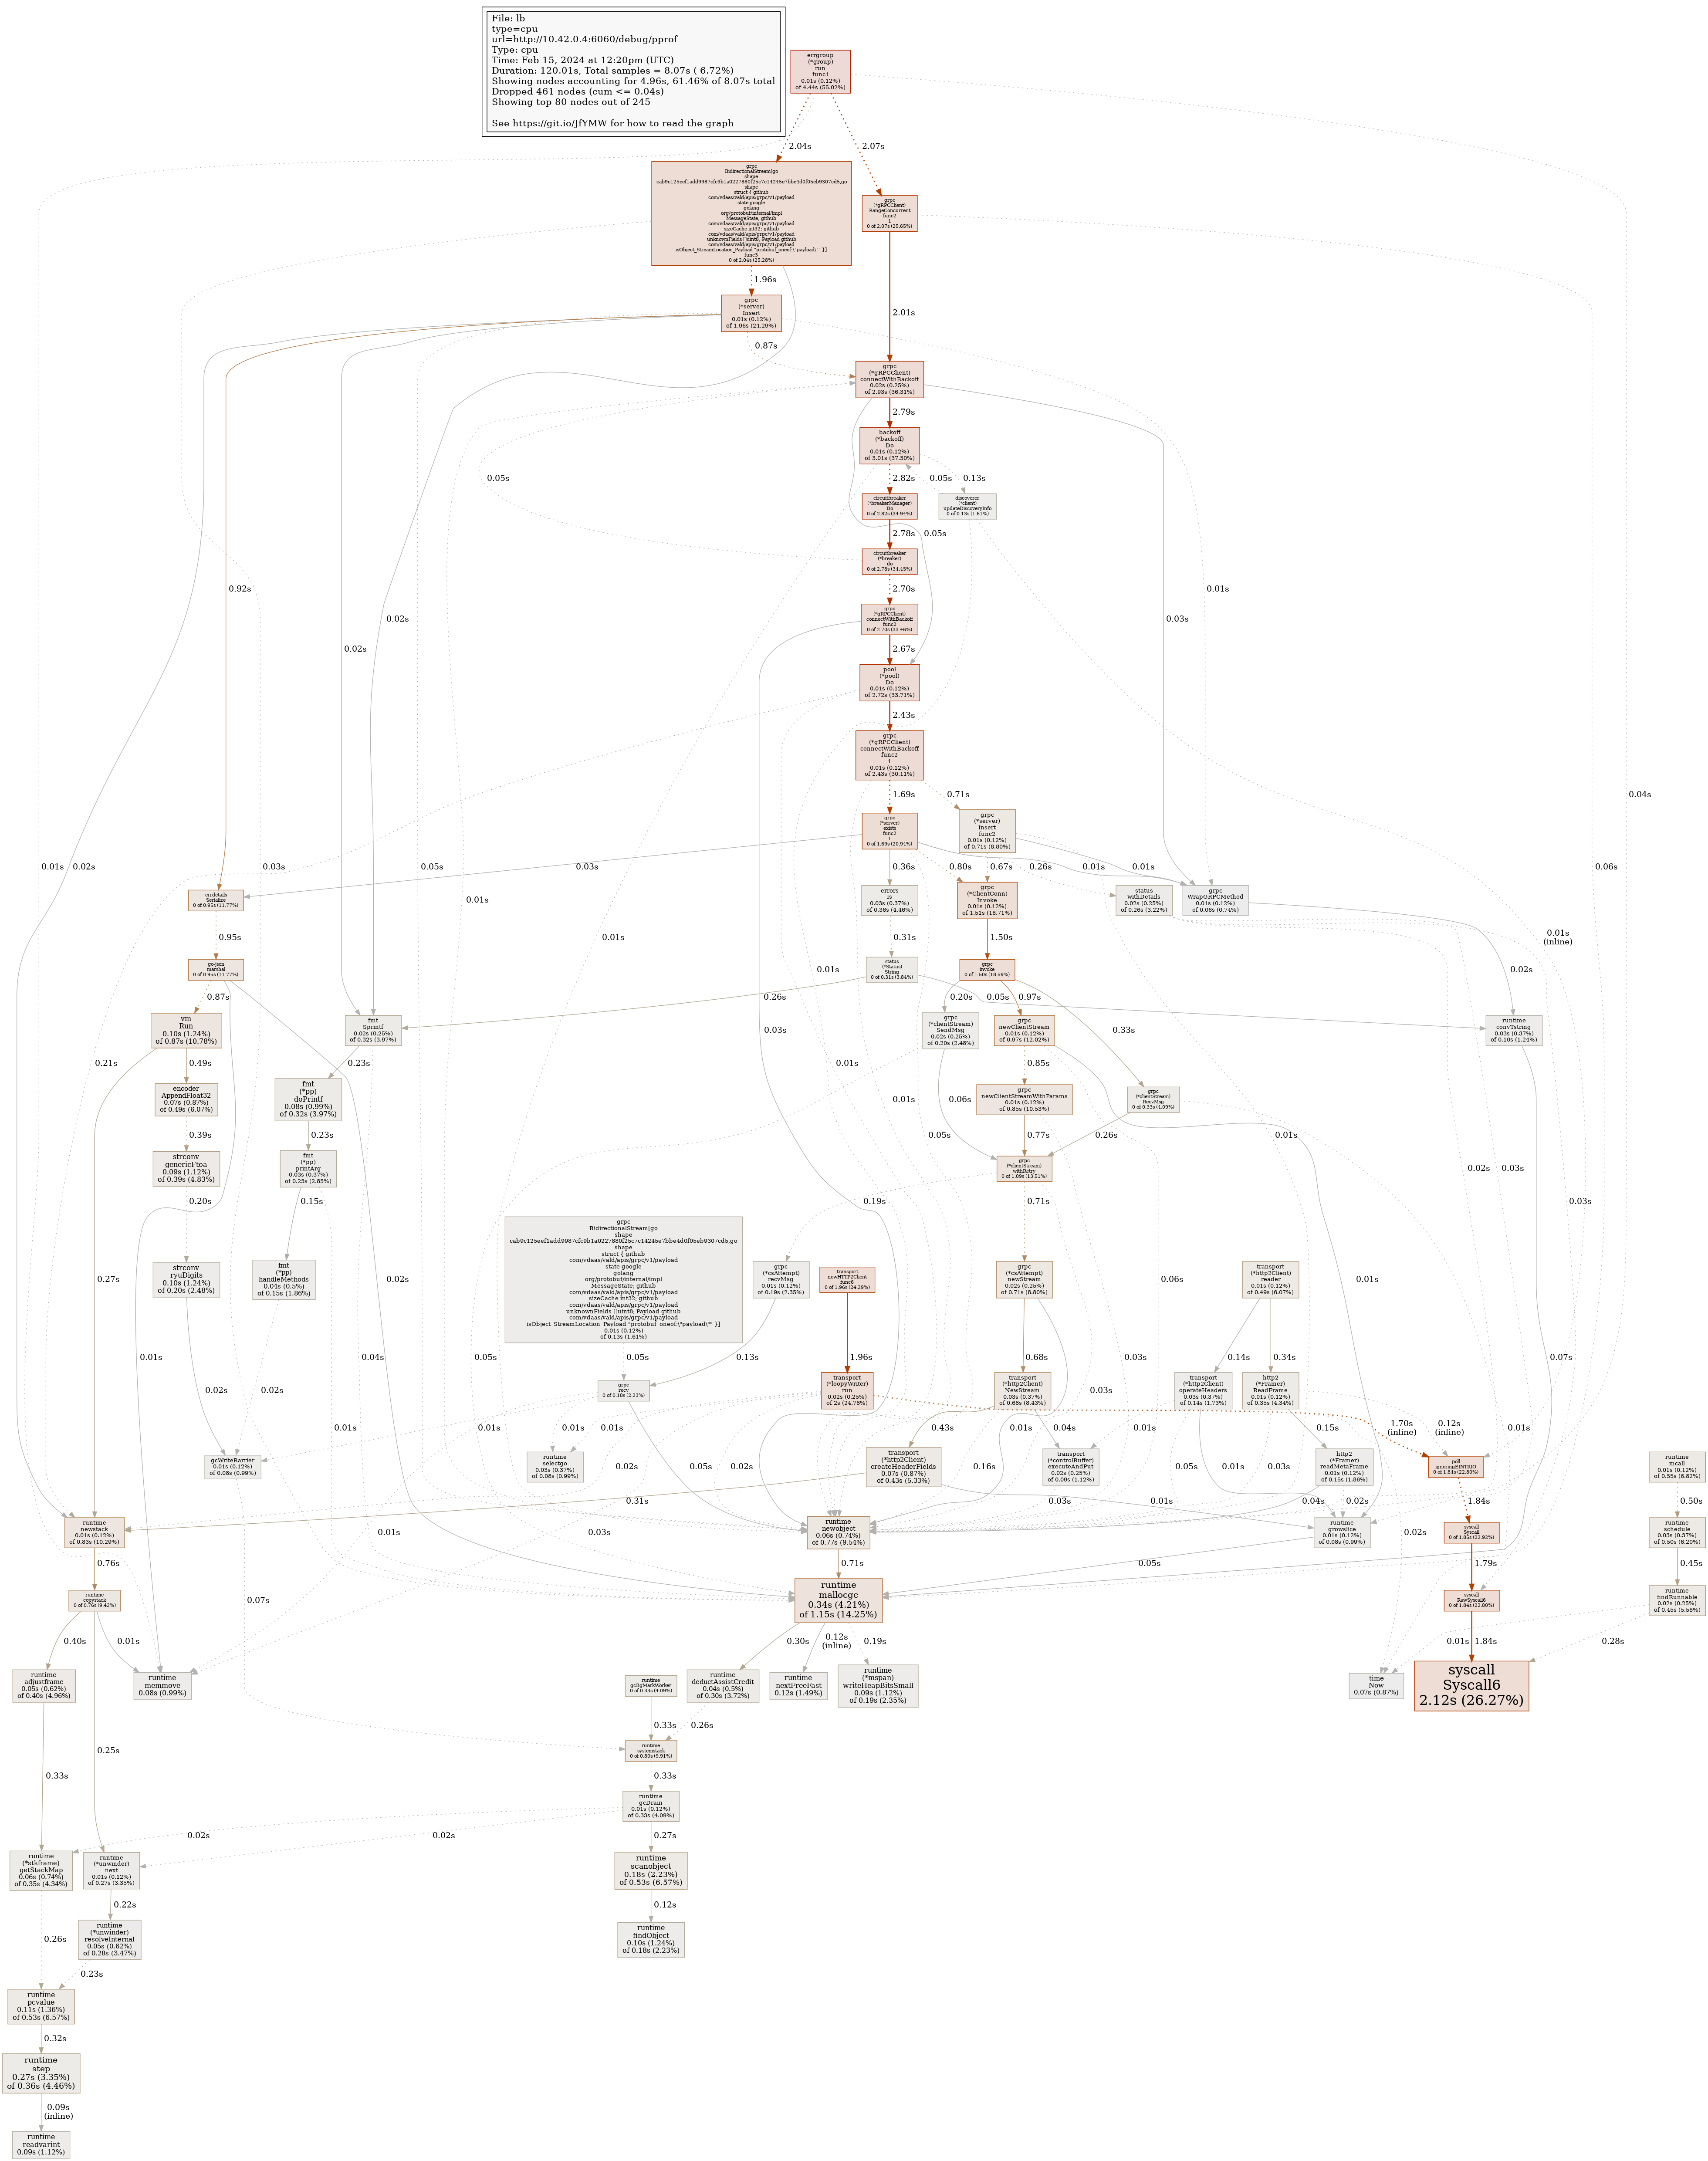 File: lb
type=cpu
url=http://10.42.0.4:6060/debug/pprof
Type: cpu
Time: Feb 15, 2024 at 12:20pm (UTC)
Duration: 120.01s, Total samples = 8.07s ( 6.72%)
Showing nodes accounting for 4.96s, 61.46% of 8.07s total
Dropped 461 nodes (cum <= 0.04s)
Showing top 80 nodes out of 245
See https://git.io/JfYMW for how to read the graph
errgroup
(*group)
run
func1
0.01s (0.12%)
of 4.44s (55.02%)
2.04s
2.07s
grpc
BidirectionalStream[go
shape
shape
struct { github
com/vdaas/vald/apis/grpc/v1/payload
state google
golang
org/protobuf/internal/impl
MessageState; github
com/vdaas/vald/apis/grpc/v1/payload
sizeCache int32; github
com/vdaas/vald/apis/grpc/v1/payload
unknownFields []uint8; Payload github
com/vdaas/vald/apis/grpc/v1/payload
isObject_StreamLocation_Payload "protobuf_oneof:\"payload\"" }]
func3
0 of 2.04s (25.28%)
grpc
(*gRPCClient)
RangeConcurrent
func2
1
0 of 2.07s (25.65%)
1.96s
grpc
(*server)
Insert
0.01s (0.12%)
of 1.96s (24.29%)
2.01s
0.87s
grpc
(*gRPCClient)
connectWithBackoff
0.02s (0.25%)
of 2.93s (36.31%)
2.79s
backoff
(*backoff)
Do
0.01s (0.12%)
of 3.01s (37.30%)
0.05s
2.82s
0.05s
0.13s
circuitbreaker
(*breakerManager)
Do
0 of 2.82s (34.94%)
discoverer
(*client)
updateDiscoveryInfo
0 of 0.13s (1.61%)
2.78s
0.05s
circuitbreaker
(*breaker)
do
0 of 2.78s (34.45%)
0.92s
2.70s
0.01s
grpc
(*gRPCClient)
connectWithBackoff
func2
0 of 2.70s (33.46%)
0.02s
0.03s
0.02s
2.67s
pool
(*pool)
Do
0.01s (0.12%)
of 2.72s (33.71%)
2.43s
grpc
(*gRPCClient)
connectWithBackoff
func2
1
0.01s (0.12%)
of 2.43s (30.11%)
1.69s
0.71s
0.04s
grpc
(*server)
exists
func2
1
0 of 1.69s (20.94%)
grpc
(*server)
Insert
func2
0.01s (0.12%)
of 0.71s (8.80%)
0.01s
0.02s
0.03s
0.05s
0.03s
0.36s
0.80s
0.67s
0.26s
0.01s
0.01s
0.06s
errdetails
Serialize
0 of 0.95s (11.77%)
0.01s
errors
Is
0.03s (0.37%)
of 0.36s (4.46%)
grpc
(*ClientConn)
Invoke
0.01s (0.12%)
of 1.51s (18.71%)
status
withDetails
0.02s (0.25%)
of 0.26s (3.22%)
grpc
WrapGRPCMethod
0.01s (0.12%)
of 0.06s (0.74%)
0.95s
0.01s
0.31s
1.50s
0.01s
(inline)
go-json
marshal
0 of 0.95s (11.77%)
0.01s
status
(*Status)
String
0 of 0.31s (3.84%)
grpc
invoke
0 of 1.50s (18.59%)
0.02s
0.87s
0.26s
0.05s
0.20s
0.97s
0.33s
vm
Run
0.10s (1.24%)
of 0.87s (10.78%)
fmt
Sprintf
0.02s (0.25%)
of 0.32s (3.97%)
0.03s
grpc
(*clientStream)
SendMsg
0.02s (0.25%)
of 0.20s (2.48%)
grpc
newClientStream
0.01s (0.12%)
of 0.97s (12.02%)
runtime
convTstring
0.03s (0.37%)
of 0.10s (1.24%)
0.21s
0.49s
0.23s
0.01s
0.85s
encoder
AppendFloat32
0.07s (0.87%)
of 0.49s (6.07%)
fmt
(*pp)
doPrintf
0.08s (0.99%)
of 0.32s (3.97%)
0.01s
0.06s
grpc
newClientStreamWithParams
0.01s (0.12%)
of 0.85s (10.53%)
grpc
(*clientStream)
RecvMsg
0 of 0.33s (4.09%)
0.39s
0.23s
0.05s
0.77s
0.26s
0.01s
strconv
genericFtoa
0.09s (1.12%)
of 0.39s (4.83%)
fmt
(*pp)
printArg
0.03s (0.37%)
of 0.23s (2.85%)
grpc
(*clientStream)
withRetry
0 of 1.09s (13.51%)
0.02s
0.03s
0.20s
0.15s
0.19s
0.71s
0.03s
grpc
BidirectionalStream[go
shape
shape
struct { github
com/vdaas/vald/apis/grpc/v1/payload
state google
golang
org/protobuf/internal/impl
MessageState; github
com/vdaas/vald/apis/grpc/v1/payload
sizeCache int32; github
com/vdaas/vald/apis/grpc/v1/payload
unknownFields []uint8; Payload github
com/vdaas/vald/apis/grpc/v1/payload
isObject_StreamLocation_Payload "protobuf_oneof:\"payload\"" }]
0.01s (0.12%)
of 0.13s (1.61%)
0.27s
strconv
ryuDigits
0.10s (1.24%)
of 0.20s (2.48%)
fmt
(*pp)
handleMethods
0.04s (0.5%)
of 0.15s (1.86%)
0.02s
grpc
(*csAttempt)
recvMsg
0.01s (0.12%)
of 0.19s (2.35%)
transport
newHTTP2Client
func6
0 of 1.96s (24.29%)
grpc
(*csAttempt)
newStream
0.02s (0.25%)
of 0.71s (8.80%)
0.06s
transport
(*http2Client)
reader
0.01s (0.12%)
of 0.49s (6.07%)
0.01s
0.01s
0.04s
0.05s
0.05s
0.13s
1.96s
0.68s
0.03s
0.14s
0.34s
0.07s
0.02s
0.02s
grpc
recv
0 of 0.18s (2.23%)
transport
(*loopyWriter)
run
0.02s (0.25%)
of 2s (24.78%)
transport
(*http2Client)
NewStream
0.03s (0.37%)
of 0.68s (8.43%)
0.03s
transport
(*http2Client)
operateHeaders
0.03s (0.37%)
of 0.14s (1.73%)
http2
(*Framer)
ReadFrame
0.01s (0.12%)
of 0.35s (4.34%)
0.01s
0.01s
0.01s
0.01s
0.01s
0.43s
0.01s
0.04s
0.01s
0.15s
1.70s
(inline)
0.12s
0.01s
gcWriteBarrier
0.01s (0.12%)
of 0.08s (0.99%)
runtime
selectgo
0.03s (0.37%)
of 0.08s (0.99%)
0.02s
0.05s
0.02s
transport
(*http2Client)
createHeaderFields
0.07s (0.87%)
of 0.43s (5.33%)
0.16s
transport
(*controlBuffer)
executeAndPut
0.02s (0.25%)
of 0.09s (1.12%)
0.05s
0.01s
0.03s
http2
(*Framer)
readMetaFrame
0.01s (0.12%)
of 0.15s (1.86%)
poll
ignoringEINTRIO
0 of 1.84s (22.80%)
runtime
mcall
0.01s (0.12%)
of 0.55s (6.82%)
0.31s
0.03s
0.01s
0.04s
0.02s
1.84s
0.50s
runtime
newstack
0.01s (0.12%)
of 0.83s (10.29%)
0.01s
0.03s
runtime
newobject
0.06s (0.74%)
of 0.77s (9.54%)
runtime
growslice
0.01s (0.12%)
of 0.08s (0.99%)
0.02s
syscall
Syscall
0 of 1.85s (22.92%)
runtime
schedule
0.03s (0.37%)
of 0.50s (6.20%)
0.76s
0.71s
0.05s
1.79s
0.45s
runtime
copystack
0 of 0.76s (9.42%)
0.07s
runtime
mallocgc
0.34s (4.21%)
of 1.15s (14.25%)
syscall
RawSyscall6
0 of 1.84s (22.80%)
runtime
findRunnable
0.02s (0.25%)
of 0.45s (5.58%)
0.40s
0.01s
0.30s
0.12s
(inline)
0.19s
0.01s
1.84s
0.28s
runtime
adjustframe
0.05s (0.62%)
of 0.40s (4.96%)
runtime
memmove
0.08s (0.99%)
runtime
gcBgMarkWorker
0 of 0.33s (4.09%)
runtime
deductAssistCredit
0.04s (0.5%)
of 0.30s (3.72%)
runtime
nextFreeFast
0.12s (1.49%)
runtime
(*mspan)
writeHeapBitsSmall
0.09s (1.12%)
of 0.19s (2.35%)
time
Now
0.07s (0.87%)
syscall
Syscall6
2.12s (26.27%)
0.25s
0.33s
0.26s
runtime
systemstack
0 of 0.80s (9.91%)
0.33s
0.33s
runtime
gcDrain
0.01s (0.12%)
of 0.33s (4.09%)
0.02s
0.02s
0.27s
runtime
(*stkframe)
getStackMap
0.06s (0.74%)
of 0.35s (4.34%)
runtime
(*unwinder)
next
0.01s (0.12%)
of 0.27s (3.35%)
runtime
scanobject
0.18s (2.23%)
of 0.53s (6.57%)
0.22s
0.12s
0.26s
runtime
(*unwinder)
resolveInternal
0.05s (0.62%)
of 0.28s (3.47%)
runtime
findObject
0.10s (1.24%)
of 0.18s (2.23%)
0.23s
runtime
pcvalue
0.11s (1.36%)
of 0.53s (6.57%)
0.32s
runtime
step
0.27s (3.35%)
of 0.36s (4.46%)
0.09s
(inline)
runtime
readvarint
0.09s (1.12%)